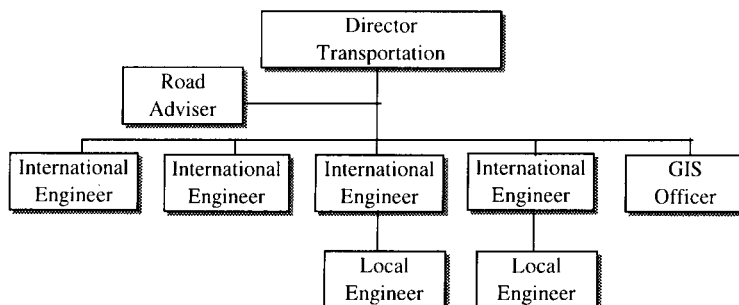 Director
Transportation
Road
Adviser
International
Engineer
International
Engineer
International
Engineer
International
Engineer
GIS
Officer
Local
Engineer
Local
Engineer